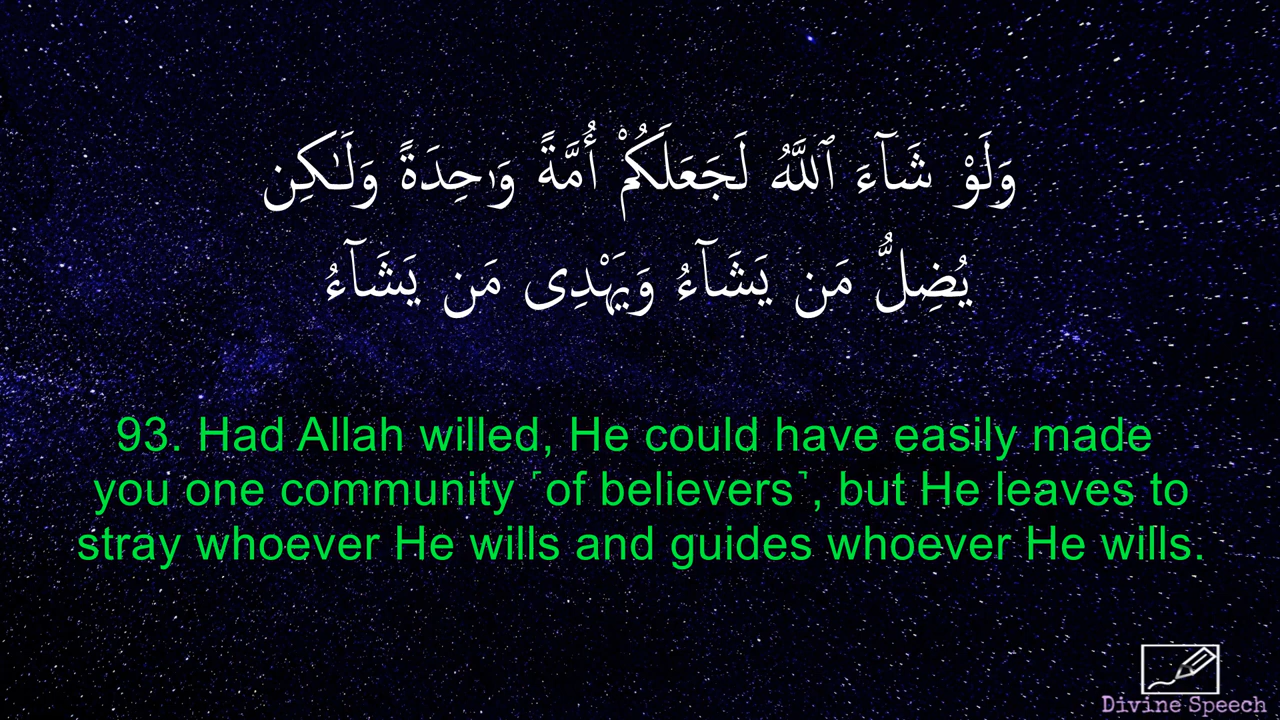 وَلَوْ شَآءَ ٱللَّهُ لَجَعَلَكُمْ أُمَّةً وَٰحِدَةً وَلَـٰكِن
يُضِلُّ مَن يَشَآءُ وَيَهْدِى مَن يَشَآءُ
93. Had Allah willed, He could have easily made
you one community ˹of believers˺, but He leaves to
stray whoever He wills and guides whoever He wills.
Divine Speech